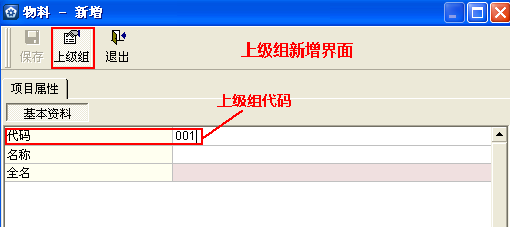 物料 - 新增
保存 上级组 退出
上级组新增界面
项目属性
上级组代码
基本资料
代码 001
名称
全名